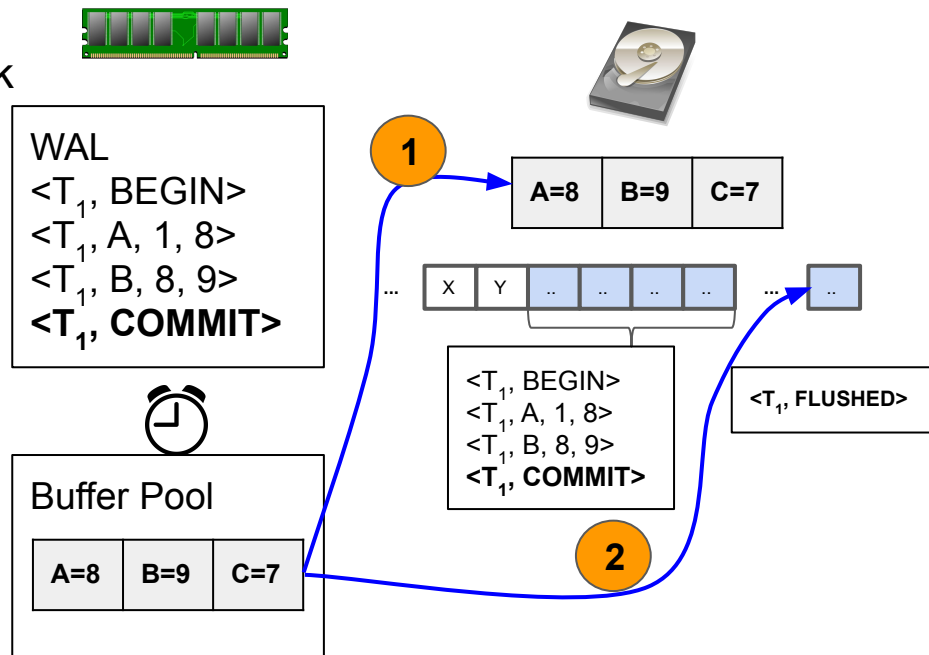 k
WAL
<T1, BEGIN>
<T1, A, 1, 8>
<T1, B, 8, 9>
<T1, COMMIT>
Buffer Pool
A=8 B=9 C=7
1
A=8 B=9 C=7
... X Y .. .. .. .. ... ..
<T1, BEGIN>
<T1, A, 1, 8>
<T1, B, 8, 9>
<T1, COMMIT>
<T1, FLUSHED>
2